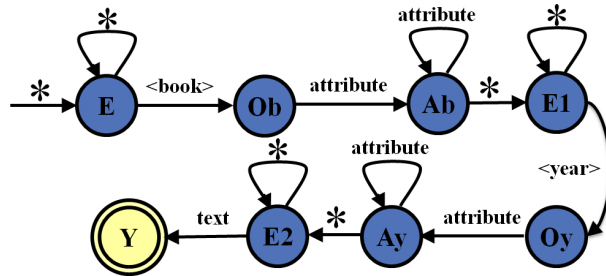 * * attribute *
* E <book> Ob attribute Ab * E1
* attribute <year>
Y text E2 * Ay attribute Oy